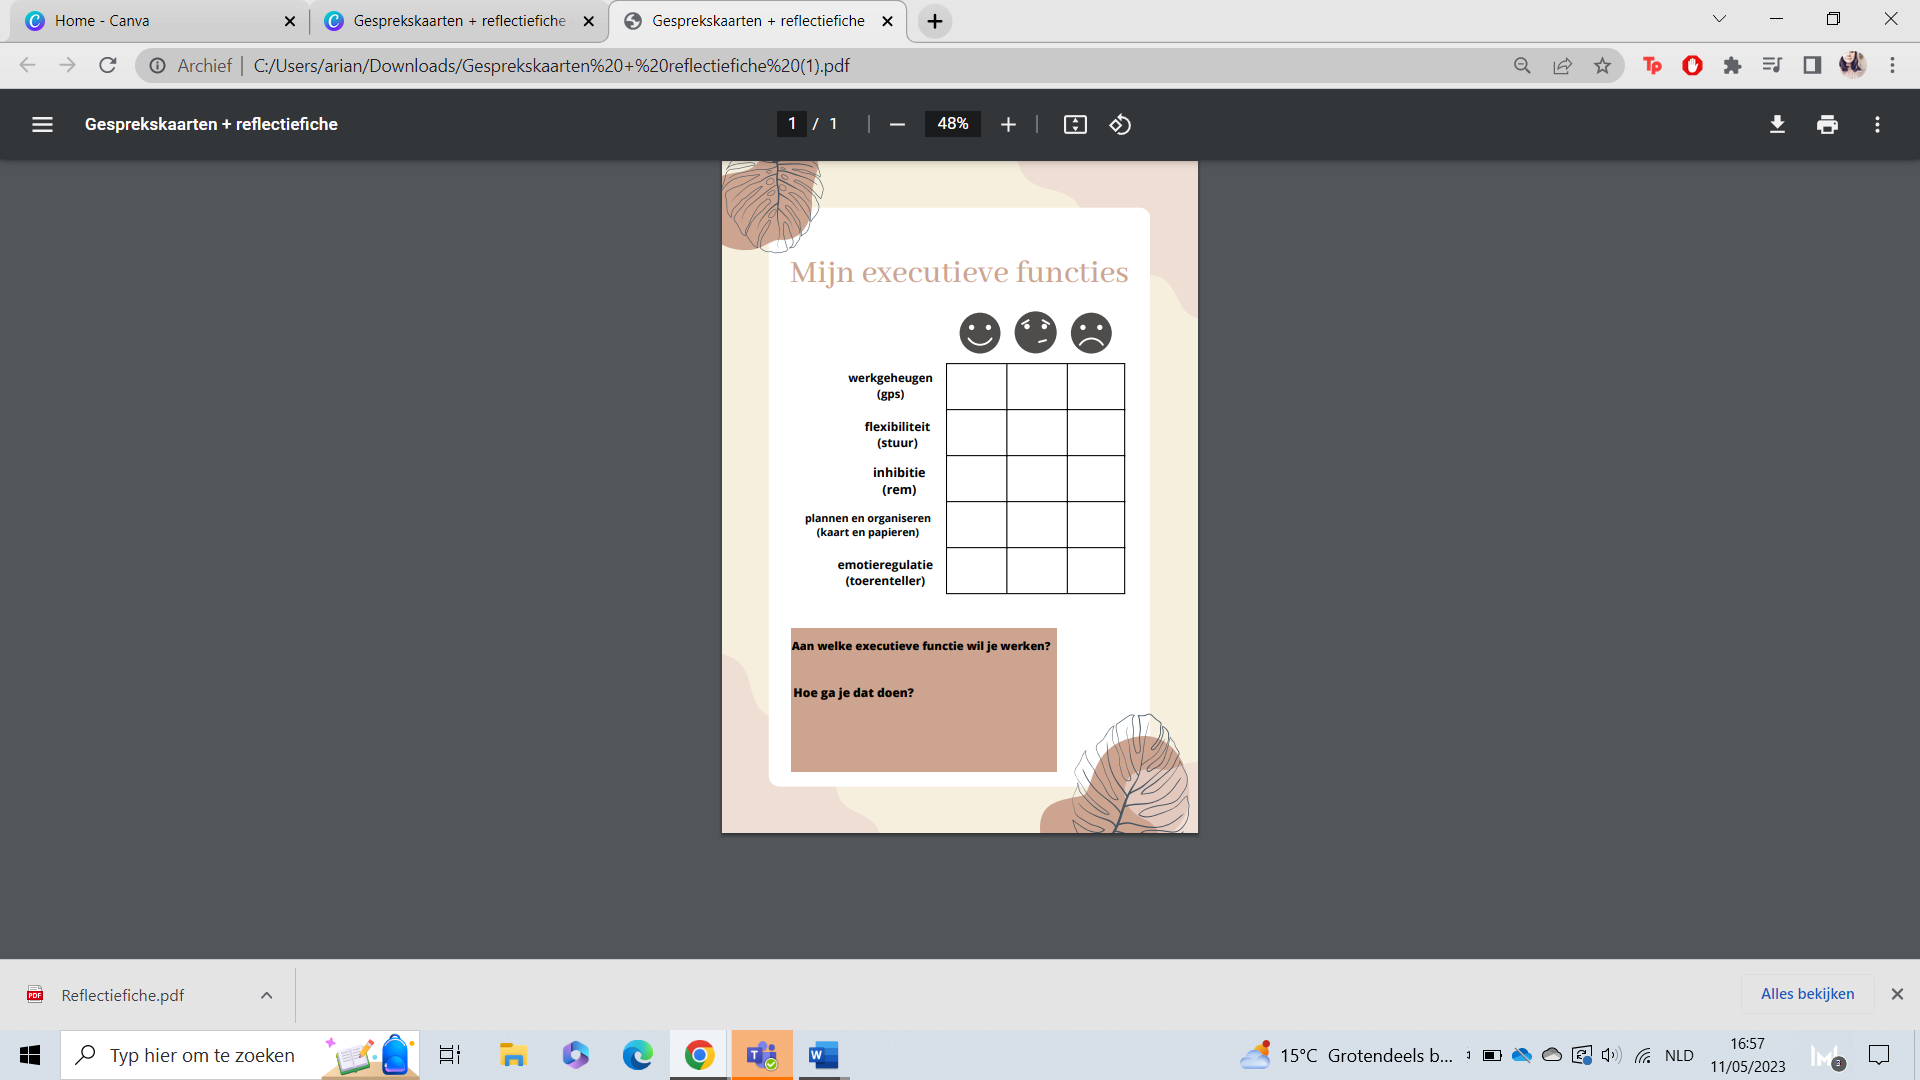 Home - Canva
Gesprekskaarten + reflectiefiche
Gesprekskaarten + reflectiefiche
Archief
C:/Users/arian/Downloads/Gesprekskaarten%20+%20reflectiefiche%20(1).pdf
Gesprekskaarten + reflectiefiche
1 / 1
48%
Mijn executieve functies
werkgeheugen
(gps)
flexibiliteit
(stuur)
inhibitie
(rem)
plannen en organiseren
(kaart en papieren)
emotieregulatie
(toerenteller)
Aan welke executieve functie wil je werken?
Hoe ga je dat doen?
PDF
Reflectiefiche.pdf
Alles bekijken
Typ hier om te zoeken
15°C Grotendeels b...
NLD
16:57
11/05/2023
3